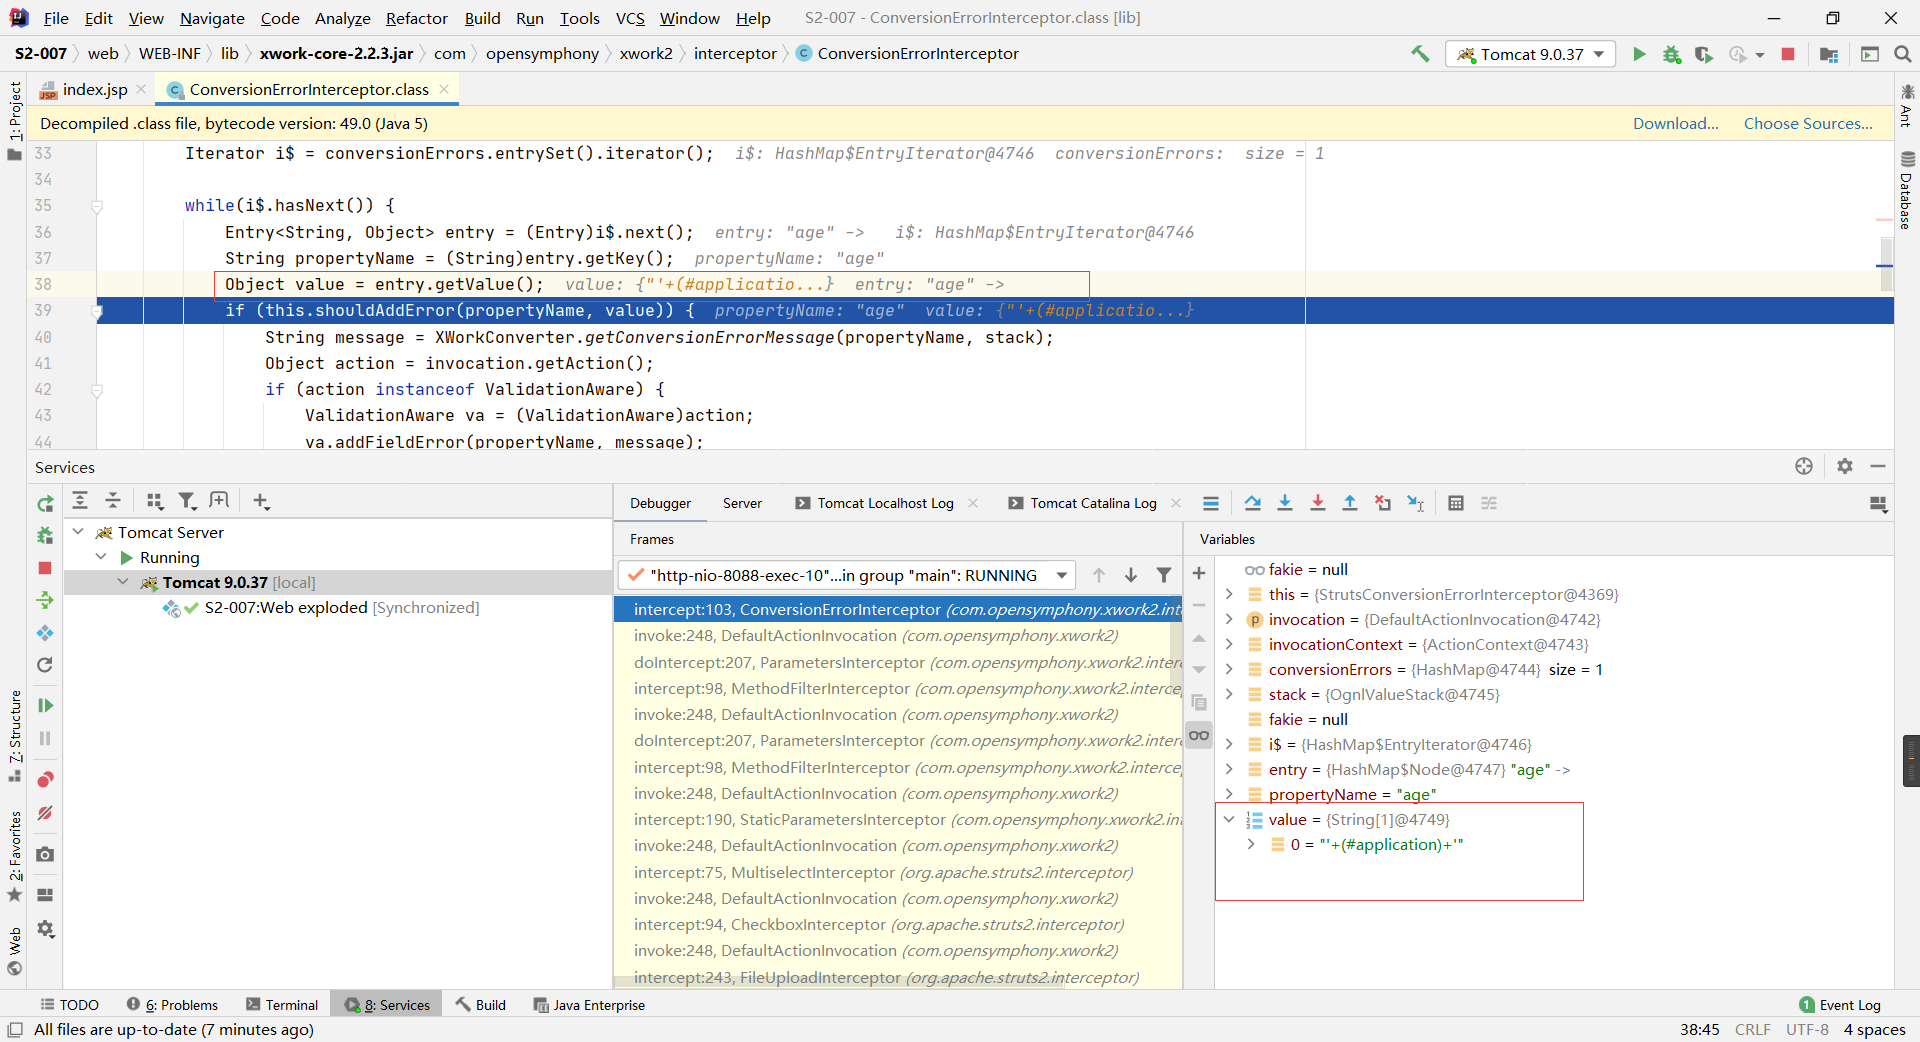 File Edit View Navigate Code Analyze Refactor Build Run Tools VCS Window Help S2-007 - ConversionErrorInterceptor.class [lib]
S2-007 web WEB-INF lib xwork-core-2.2.3.jar com opensymphony xwork2 interceptor ConversionErrorInterceptor Tomcat 9.0.37
index.jsp ConversionErrorInterceptor.class
Decompiled .class file, bytecode version: 49.0 (Java 5) Download... Choose Sources...
33 Iterator i$ = conversionErrors.entrySet().iterator(); i$: HashMap$EntryIterator@4746 conversionErrors: size = 1
34
35 while(i$.hasNext()) {
36 Entry<String, Object> entry = (Entry)i$.next(); entry: "age" -> i$: HashMap$EntryIterator@4746
37 String propertyName = (String)entry.getKey(); propertyName: "age"
38 Object value = entry.getValue(); value: {"'+(#applicatio...} entry: "age" ->
39 if (this.shouldAddError(propertyName, value)) { propertyName: "age" value: {"'+(#applicatio...}
40 String message = XWorkConverter.getConversionErrorMessage(propertyName, stack);
41 Object action = invocation.getAction();
42 if (action instanceof ValidationAware) {
43 ValidationAware va = (ValidationAware)action;
44 va.addFieldError(propertyName, message);
1: Project
7: Structure
2: Favorites
Web
Ant
Database
Services
Tomcat Server
Running
Tomcat 9.0.37 [local]
S2-007:Web exploded [Synchronized]
Debugger Server Tomcat Localhost Log Tomcat Catalina Log
Frames
"http-nio-8088-exec-10"...in group "main": RUNNING
intercept:103, ConversionErrorInterceptor (com.opensymphony.xwork2.int
invoke:248, DefaultActionInvocation (com.opensymphony.xwork2)
doIntercept:207, ParametersInterceptor (com.opensymphony.xwork2.interc
intercept:98, MethodFilterInterceptor (com.opensymphony.xwork2.interce
invoke:248, DefaultActionInvocation (com.opensymphony.xwork2)
doIntercept:207, ParametersInterceptor (com.opensymphony.xwork2.interc
intercept:98, MethodFilterInterceptor (com.opensymphony.xwork2.interce
invoke:248, DefaultActionInvocation (com.opensymphony.xwork2)
intercept:190, StaticParametersInterceptor (com.opensymphony.xwork2.in
invoke:248, DefaultActionInvocation (com.opensymphony.xwork2)
intercept:75, MultiselectInterceptor (org.apache.struts2.interceptor)
invoke:248, DefaultActionInvocation (com.opensymphony.xwork2)
intercept:94, CheckboxInterceptor (org.apache.struts2.interceptor)
invoke:248, DefaultActionInvocation (com.opensymphony.xwork2)
intercept:243, FileUploadInterceptor (org.apache.struts2.interceptor)
Variables
fakie = null
this = {StrutsConversionErrorInterceptor@4369}
invocation = {DefaultActionInvocation@4742}
invocationContext = {ActionContext@4743}
conversionErrors = {HashMap@4744} size = 1
stack = {OgnlValueStack@4745}
fakie = null
i$ = {HashMap$EntryIterator@4746}
entry = {HashMap$Node@4747} "age" ->
propertyName = "age"
value = {String[1]@4749}
0 = "'+(#application)+'"
TODO 6: Problems Terminal 8: Services Build Java Enterprise 1 Event Log
All files are up-to-date (7 minutes ago) 38:45 CRLF UTF-8 4 spaces